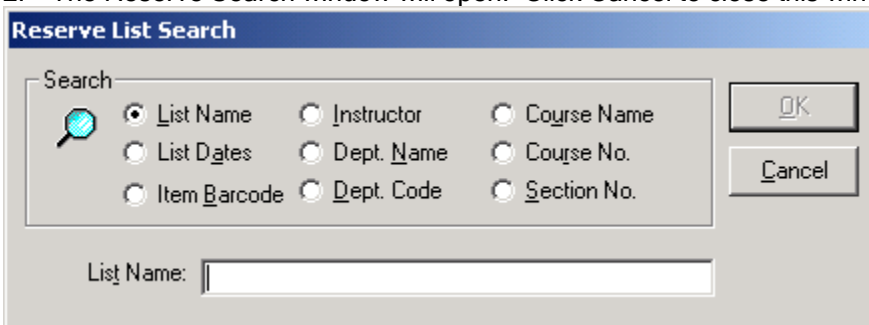 2. The Reserve Search window will open. Click Cancel to close this win
Reserve List Search
Search
List Name Instructor Course Name
List Dates Dept. Name Course No.
Item Barcode Dept. Code Section No.
OK
Cancel
List Name: